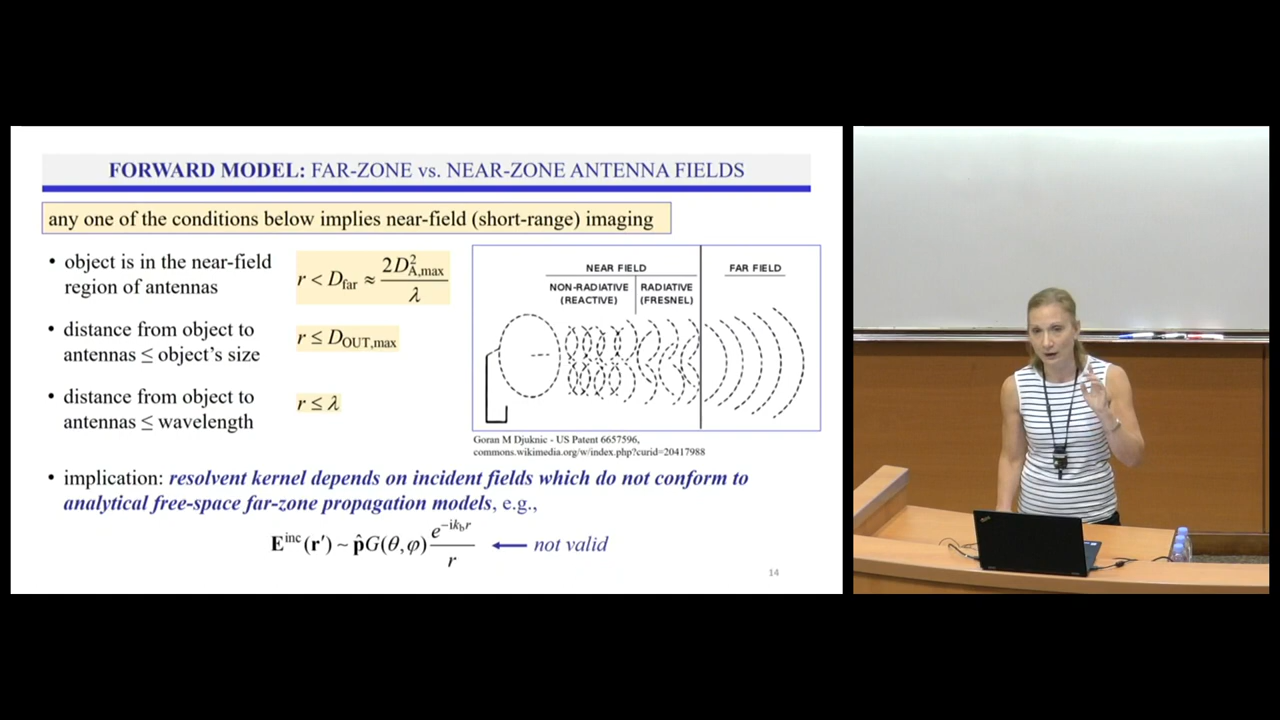 FORWARD MODEL: FAR-ZONE vs. NEAR-ZONE ANTENNA FIELDS
any one of the conditions below implies near-field (short-range) imaging
• object is in the near-field
region of antennas
r < D_far ≈ 2D²_A,max / λ
• distance from object to
antennas ≤ object's size
r ≤ D_OUT,max
• distance from object to
antennas ≤ wavelength
r ≤ λ
NEAR FIELD
FAR FIELD
NON-RADIATIVE
(REACTIVE)
RADIATIVE
(FRESNEL)
Goran M Djuknic - US Patent 6657596,
commons.wikimedia.org/w/index.php?curid=20417988
• implication: resolvent kernel depends on incident fields which do not conform to
analytical free-space far-zone propagation models, e.g.,
E^inc(r′) ~ p̂G(θ,φ) e^(−ik_b r) / r ← not valid
14